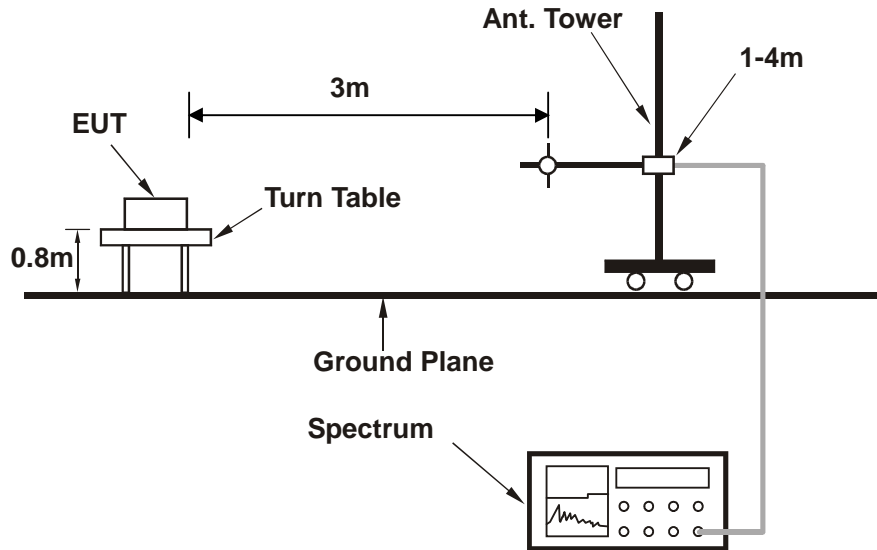 Ant. Tower
1-4m
3m
EUT
Turn Table
0.8m
Ground Plane
Spectrum